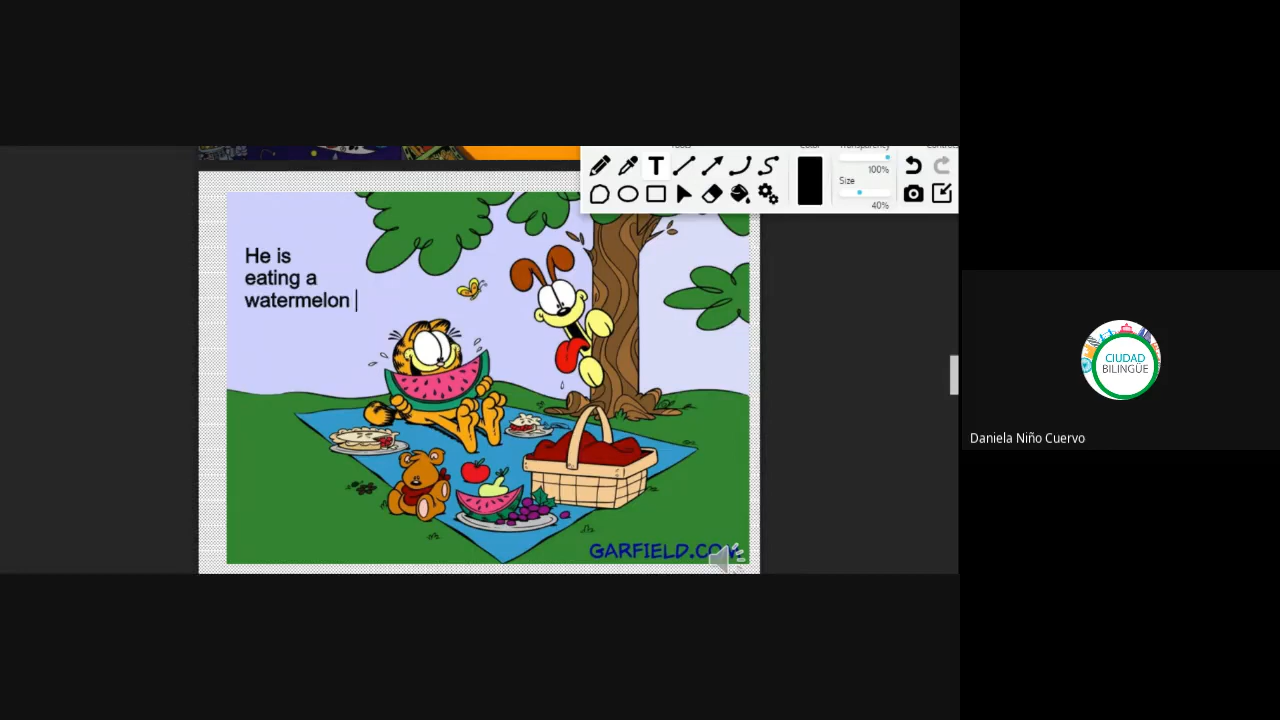 100%
Size
40%
He is
eating a
watermelon
GARFIELD.COM
CIUDAD
BILINGÜE
Daniela Niño Cuervo